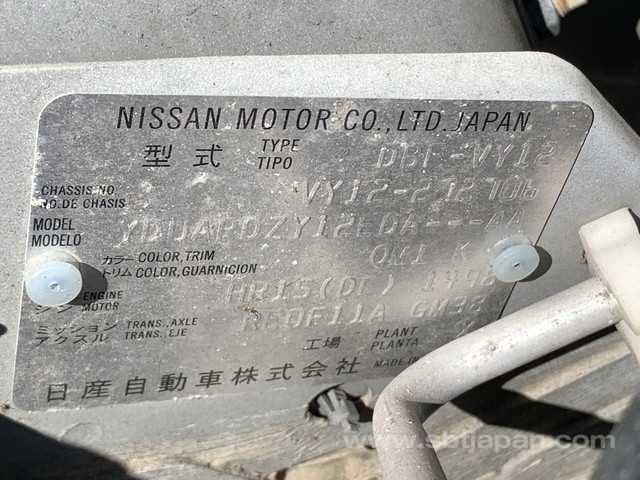 NISSAN MOTOR CO., LTD. JAPAN
型式 TYPE TIPO DBF-VY12
CHASSIS NO. NO. DE CHASIS VY12-212706
MODEL MODELO
カラー COLOR, TRIM QM1 K
トリム COLOR, GUARNICION
ENGINE MOTOR HR15(DE) 1498
ミッション TRANS., AXLE RE0F11A GM38
アクスル TRANS., EJE
工場 PLANT PLANTA
日産自動車株式会社 MADE IN
www.sbtjapan.com